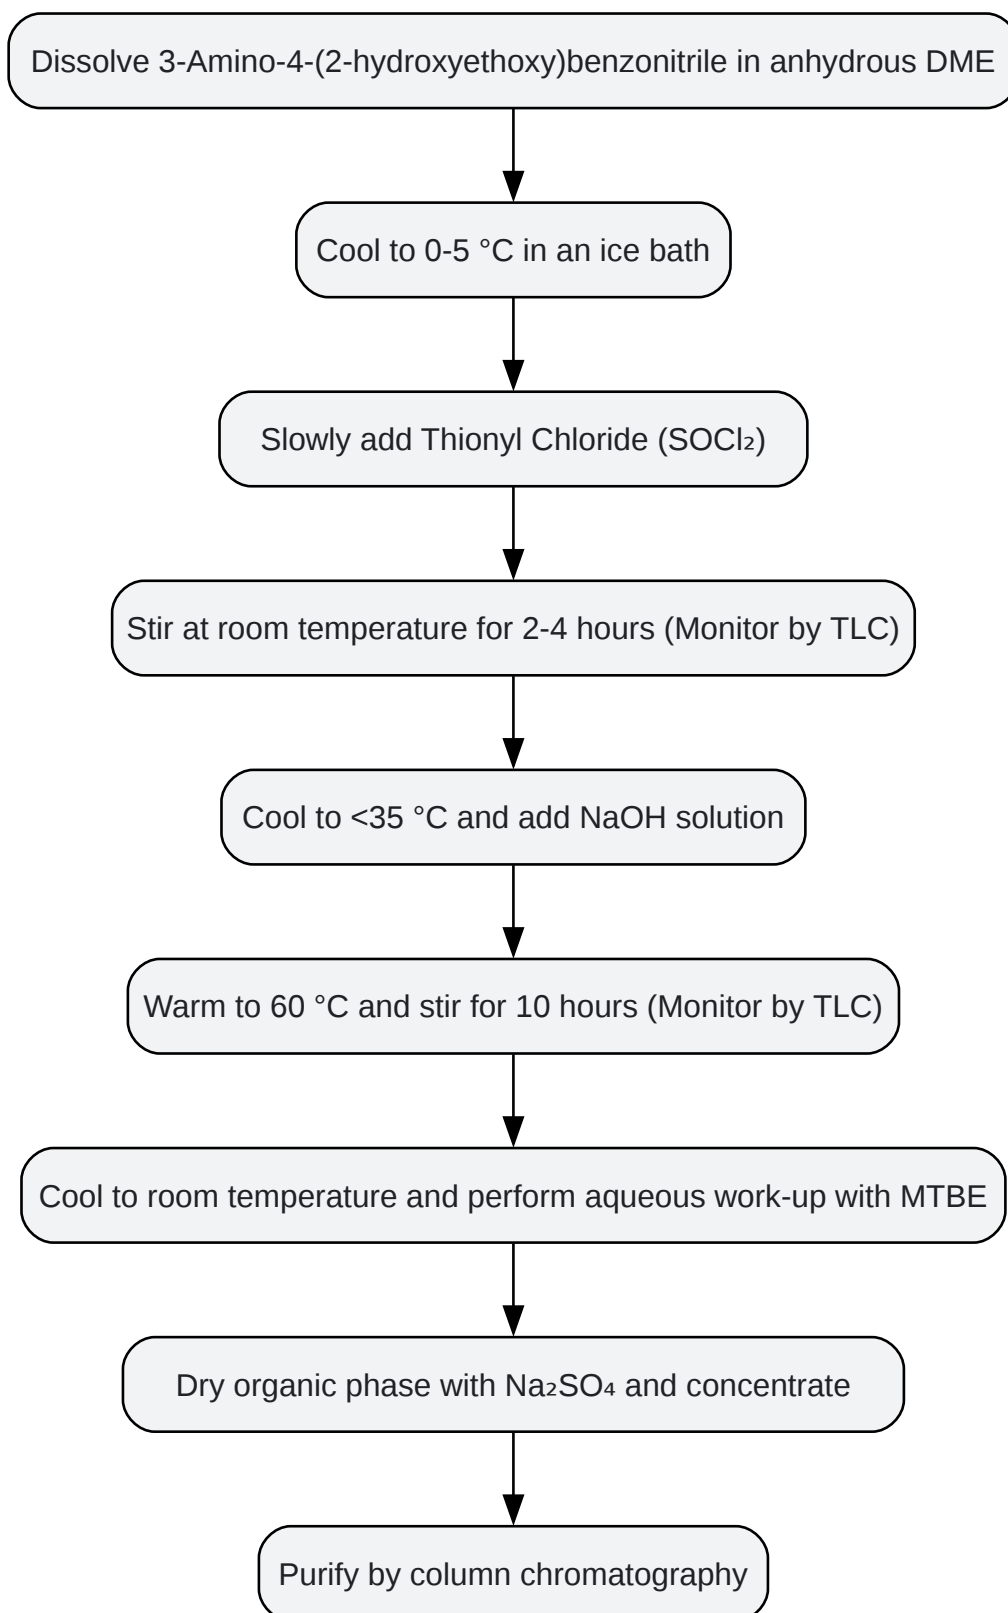 Dissolve 3-Amino-4-(2-hydroxyethoxy)benzonitrile in anhydrous DME
Cool to 0-5 °C in an ice bath
Slowly add Thionyl Chloride (SOCl₂)
Stir at room temperature for 2-4 hours (Monitor by TLC)
Cool to <35 °C and add NaOH solution
Warm to 60 °C and stir for 10 hours (Monitor by TLC)
Cool to room temperature and perform aqueous work-up with MTBE
Dry organic phase with Na₂SO₄ and concentrate
Purify by column chromatography